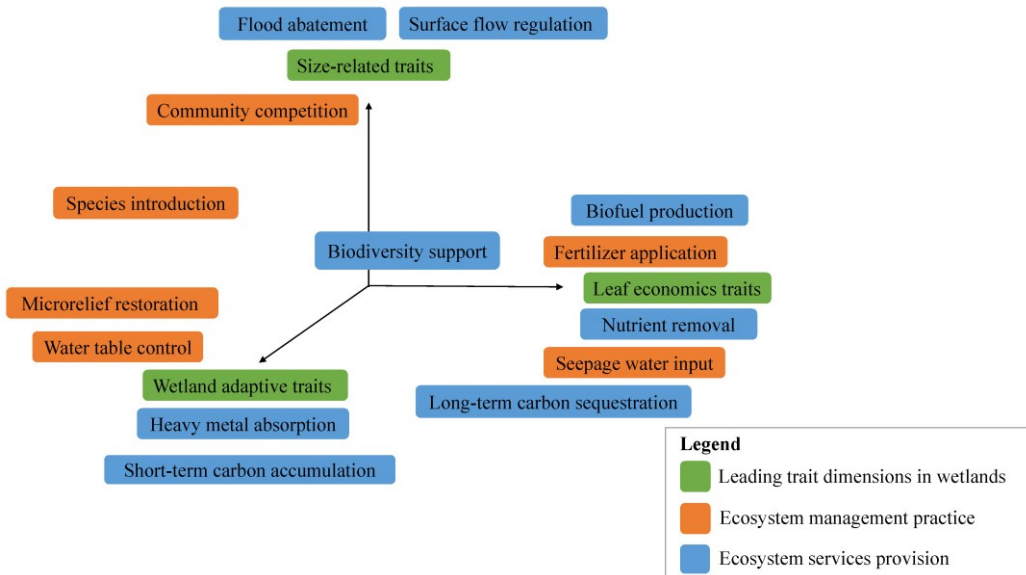 Flood abatement
Surface flow regulation
Size-related traits
Community competition
Species introduction
Biofuel production
Biodiversity support
Fertilizer application
Leaf economics traits
Microrelief restoration
Nutrient removal
Water table control
Seepage water input
Wetland adaptive traits
Long-term carbon sequestration
Heavy metal absorption
Short-term carbon accumulation
Legend
Leading trait dimensions in wetlands
Ecosystem management practice
Ecosystem services provision